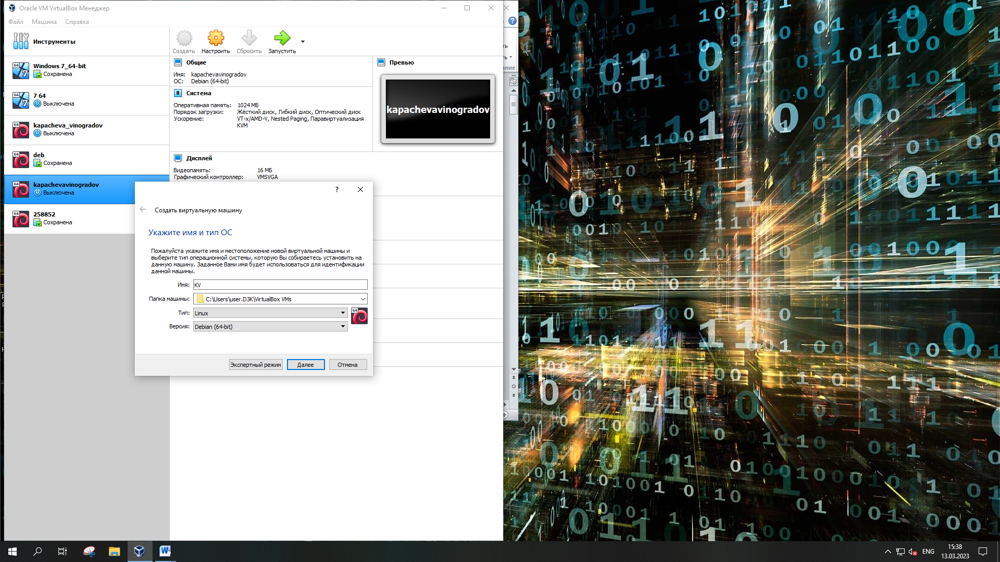 Oracle VM VirtualBox Менеджер
Файл Машина Справка
Инструменты
Создать Настроить Сбросить Запустить
Windows 7_64-bit
Сохранена
7 64
Выключена
kapacheva_vinogradov
Выключена
deb
Сохранена
kapachevavinogradov
Выключена
258852
Сохранена
Общие
Имя: kapachevavinogradov
ОС: Debian (64-bit)
Система
Оперативная память: 1024 МБ
Порядок загрузки: Жёсткий диск, Гибкий диск, Оптический диск
Ускорение: VT-x/AMD-V, Nested Paging, Паравиртуализация
KVM
Превью
kapachevavinogradov
Дисплей
Видеопамять: 16 МБ
Графический контроллер: VMSVGA
Создать виртуальную машину
Укажите имя и тип ОС
Пожалуйста укажите имя и местоположение новой виртуальной машины и
выберите тип операционной системы, которую Вы собираетесь установить на
данную машину. Заданное Вами имя будет использоваться для идентификации
данной машины.
Имя: KV
Папка машины: C:\Users\user.D3K\VirtualBox VMs
Тип: Linux
Версия: Debian (64-bit)
Экспертный режим Далее Отмена
ENG
15:38
13.03.2023